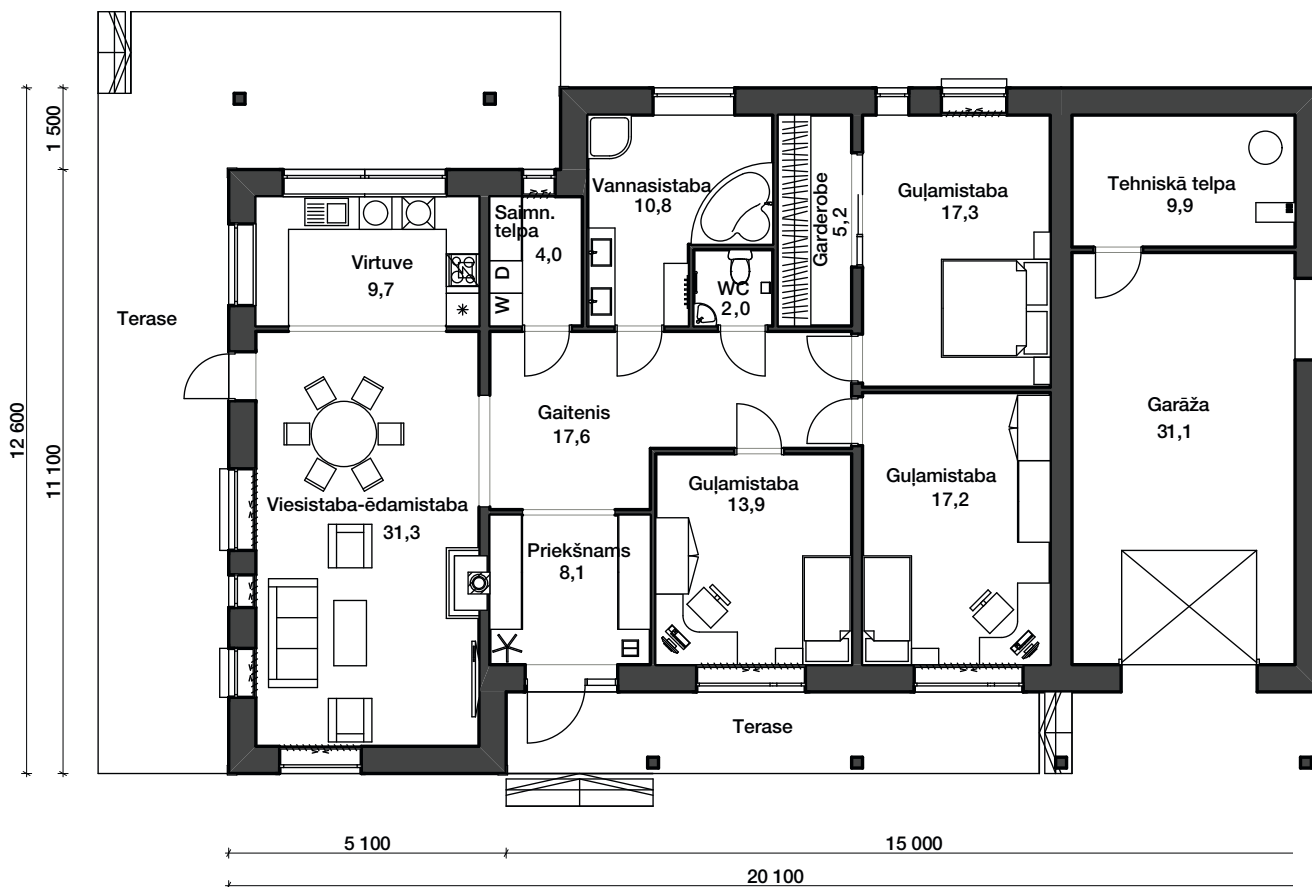 1 500
12 600
11 100
Terase
Virtuve
9,7
Saimn.
telpa
4,0
D
W
Vannasistaba
10,8
WC
2,0
Garderobe
5,2
Guļamistaba
17,3
Tehniskā telpa
9,9
Gaitenis
17,6
Garāža
31,1
Viesistaba-ēdamistaba
31,3
Priekšnams
8,1
Guļamistaba
13,9
Guļamistaba
17,2
Terase
5 100
15 000
20 100